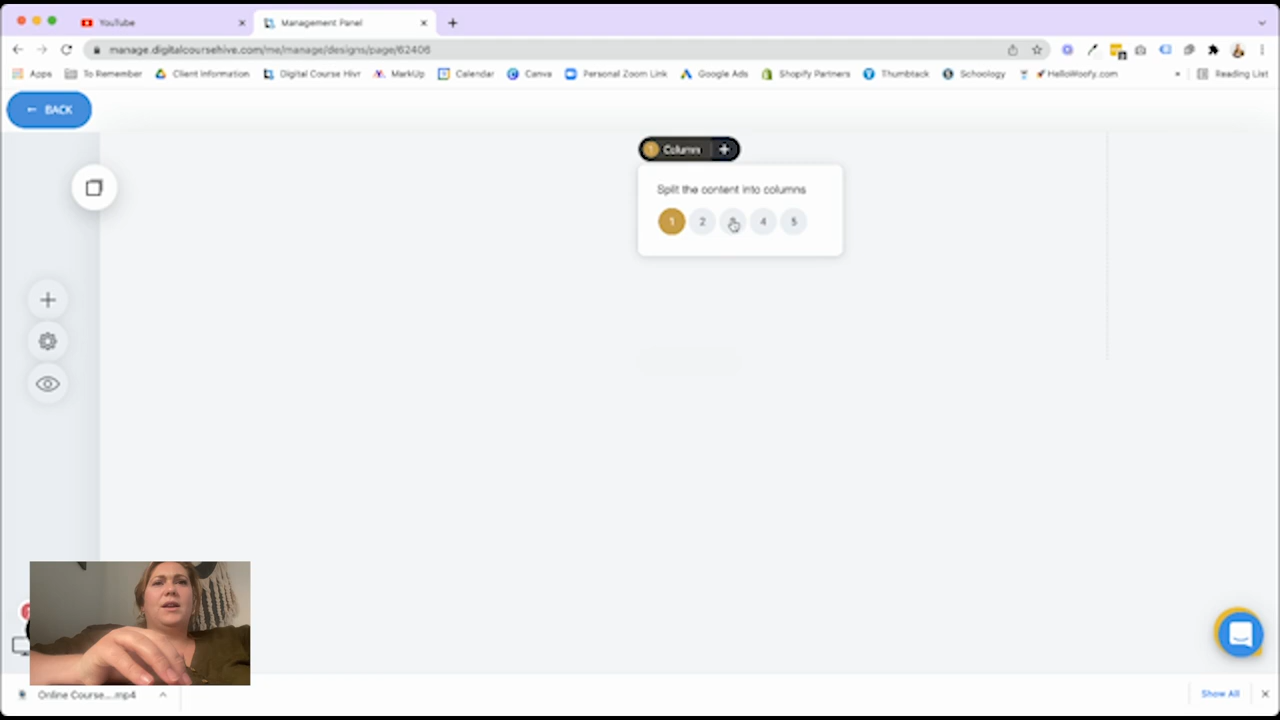 YouTube
Management Panel
manage.digitalcoursehive.com/me/manage/designs/page/62406
Apps To Remember Client Information Digital Course Hive MarkUp Calendar Canva Personal Zoom Link Google Ads Shopify Partners Thumbtack Schoology HelloWoofy.com » Reading List
← BACK
1 Column +
Split the content into columns
1 2 4 5
Online Course....mp4
Show All